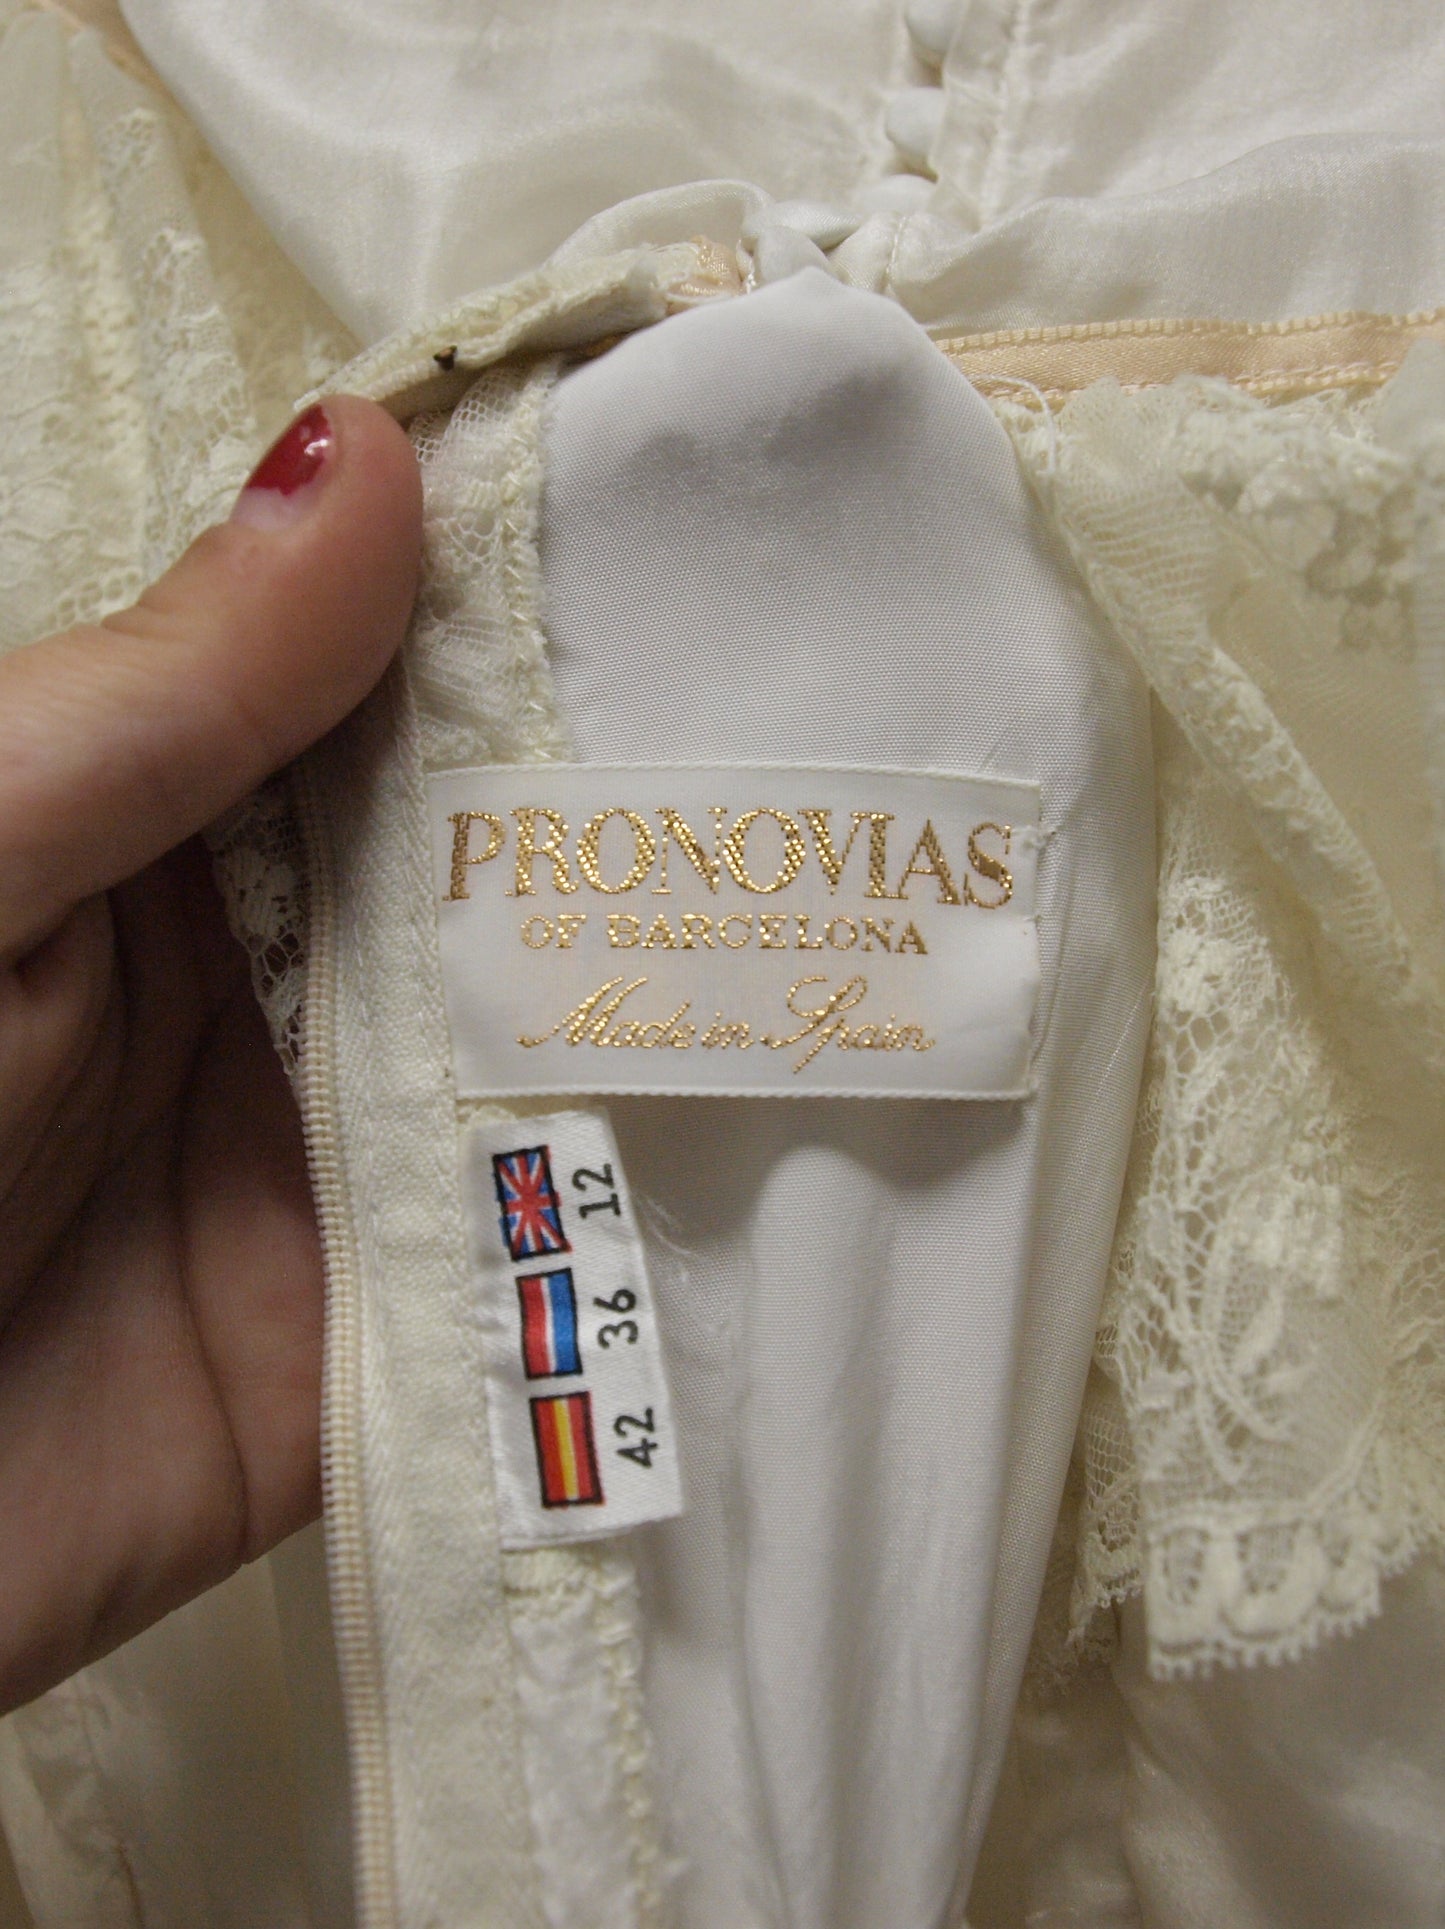 PRONOVIAS
OF BARCELONA
Made in Spain
12
36
42